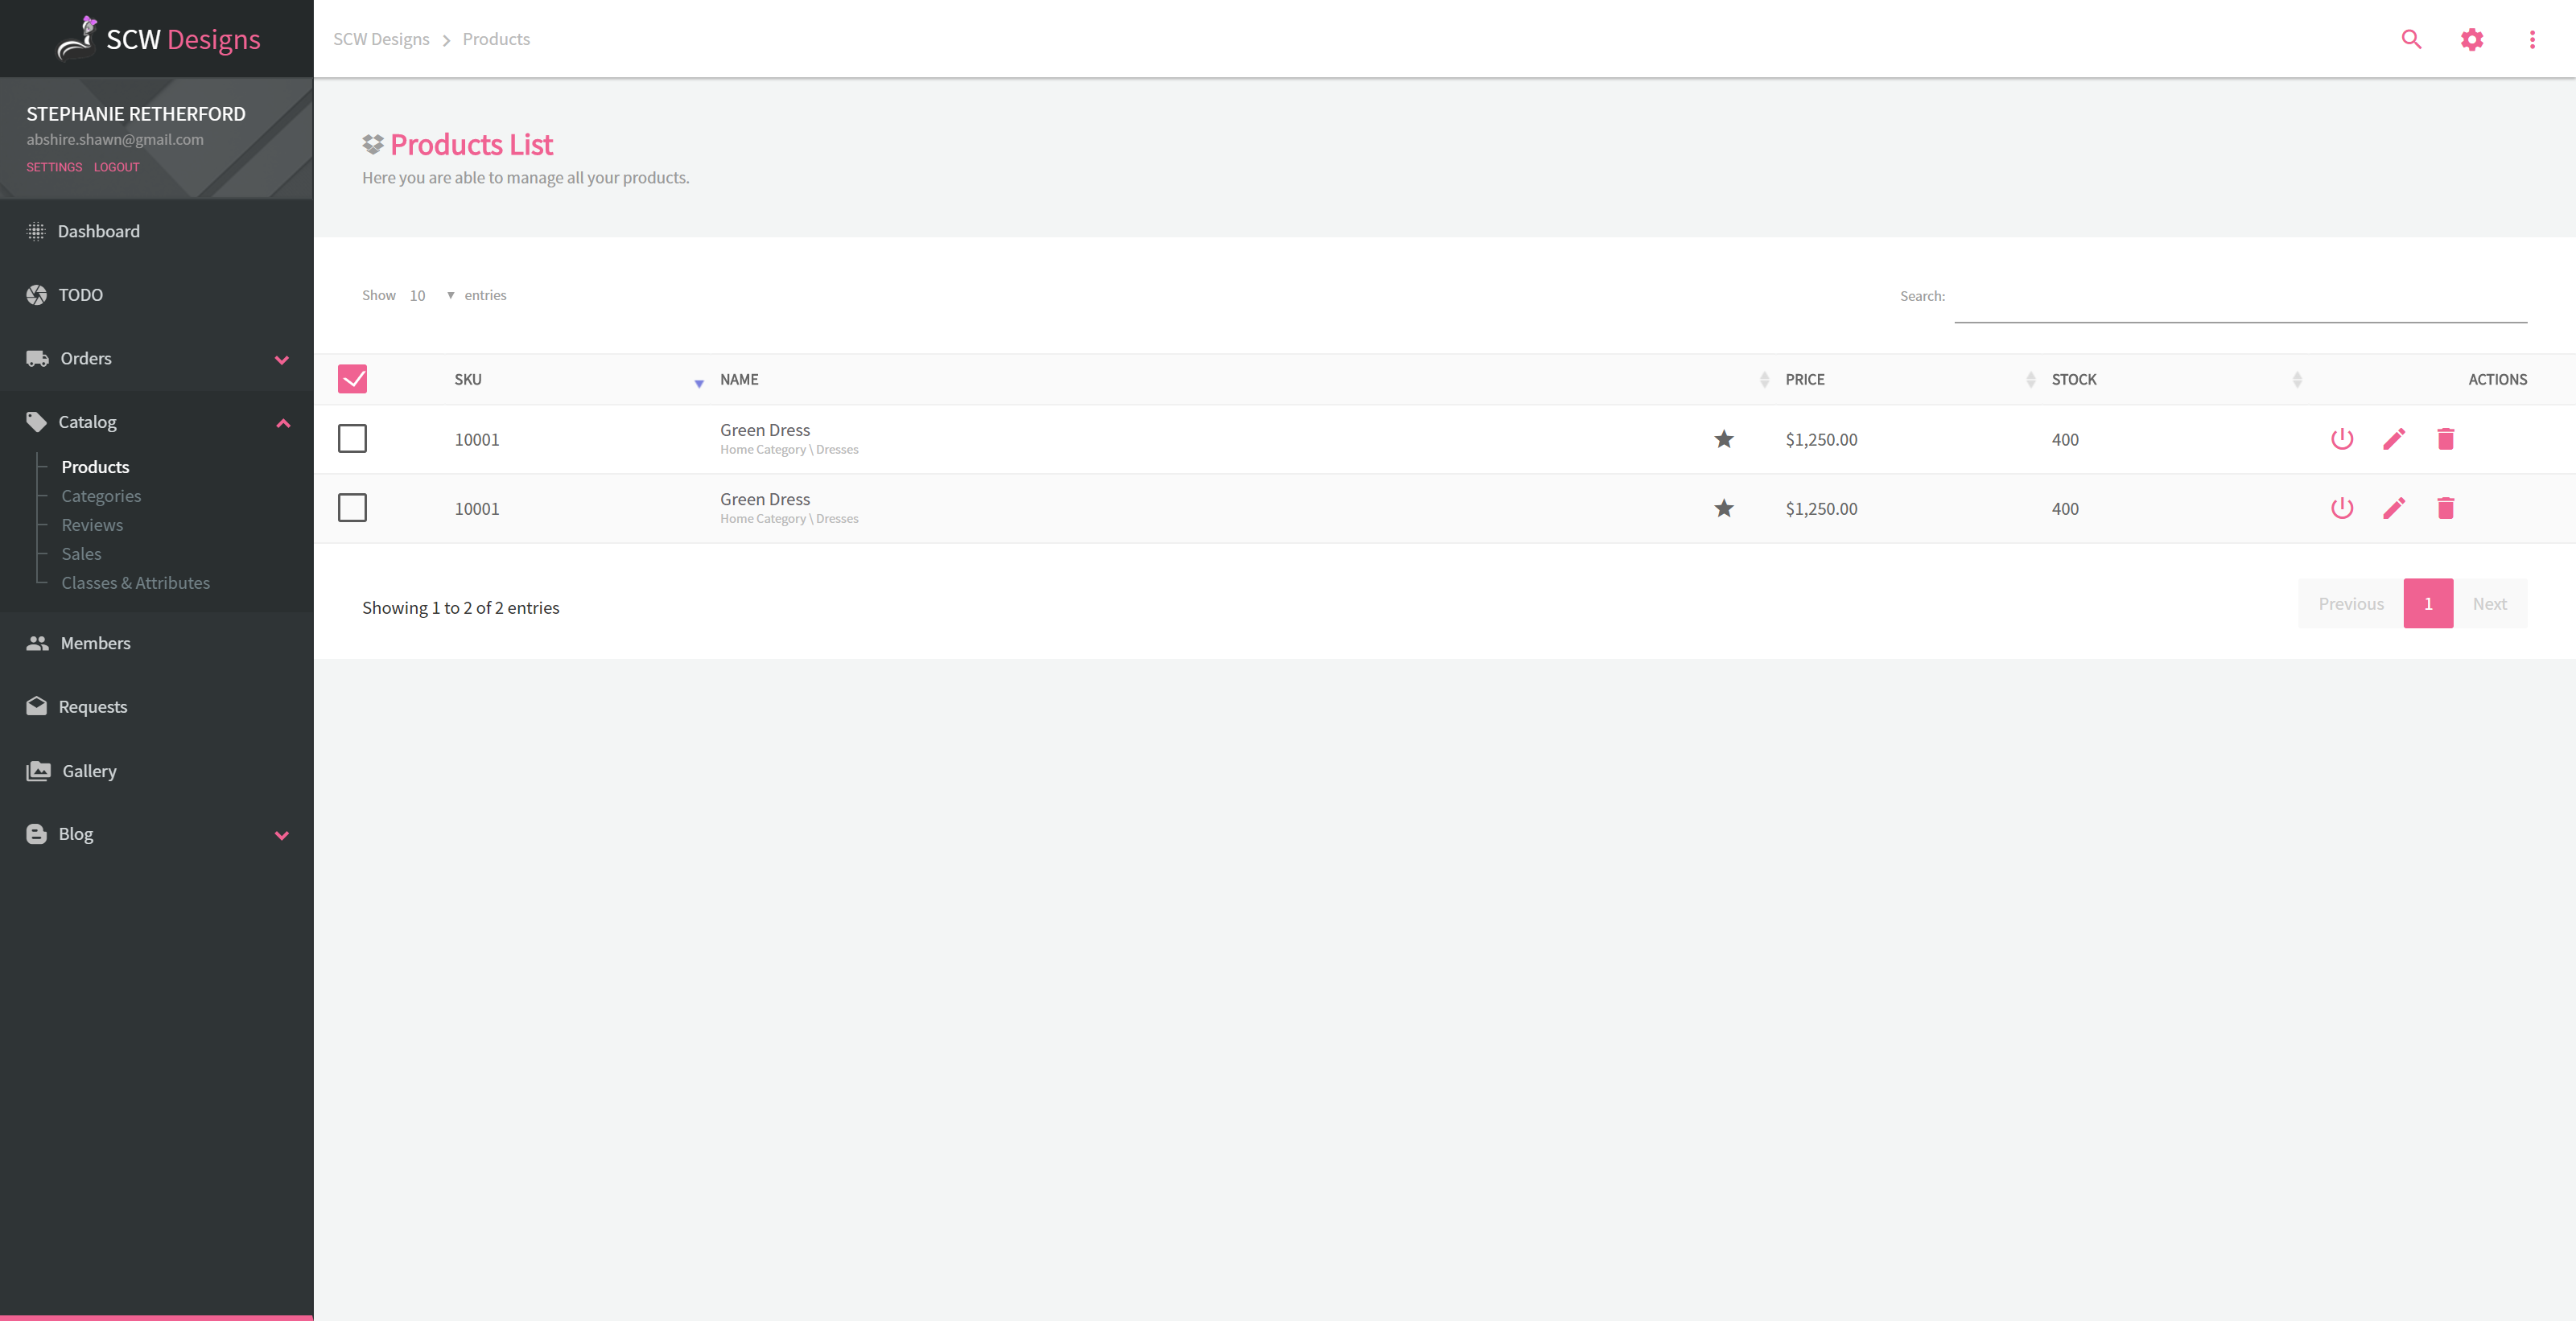 SCW Designs
SCW Designs Products
STEPHANIE RETHERFORD
abshire.shawn@gmail.com
SETTINGS LOGOUT
Dashboard
TODO
Orders
Catalog
Products
Categories
Reviews
Sales
Classes & Attributes
Members
Requests
Gallery
Blog
Products List
Here you are able to manage all your products.
Show 10 entries
Search:
SKU NAME PRICE STOCK ACTIONS
10001 Green Dress $1,250.00 400
Home Category \ Dresses
10001 Green Dress $1,250.00 400
Home Category \ Dresses
Showing 1 to 2 of 2 entries
Previous 1 Next